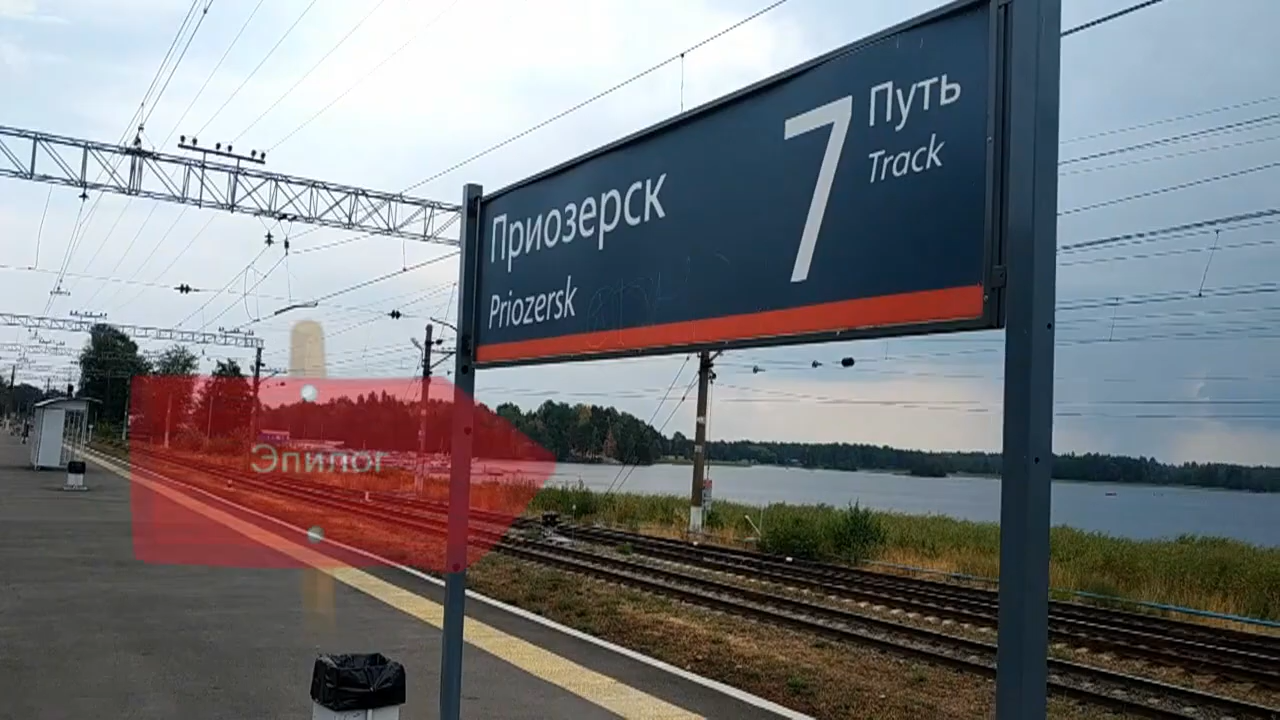 Приозерск
Priozersk
7
Путь
Track
Эпилог